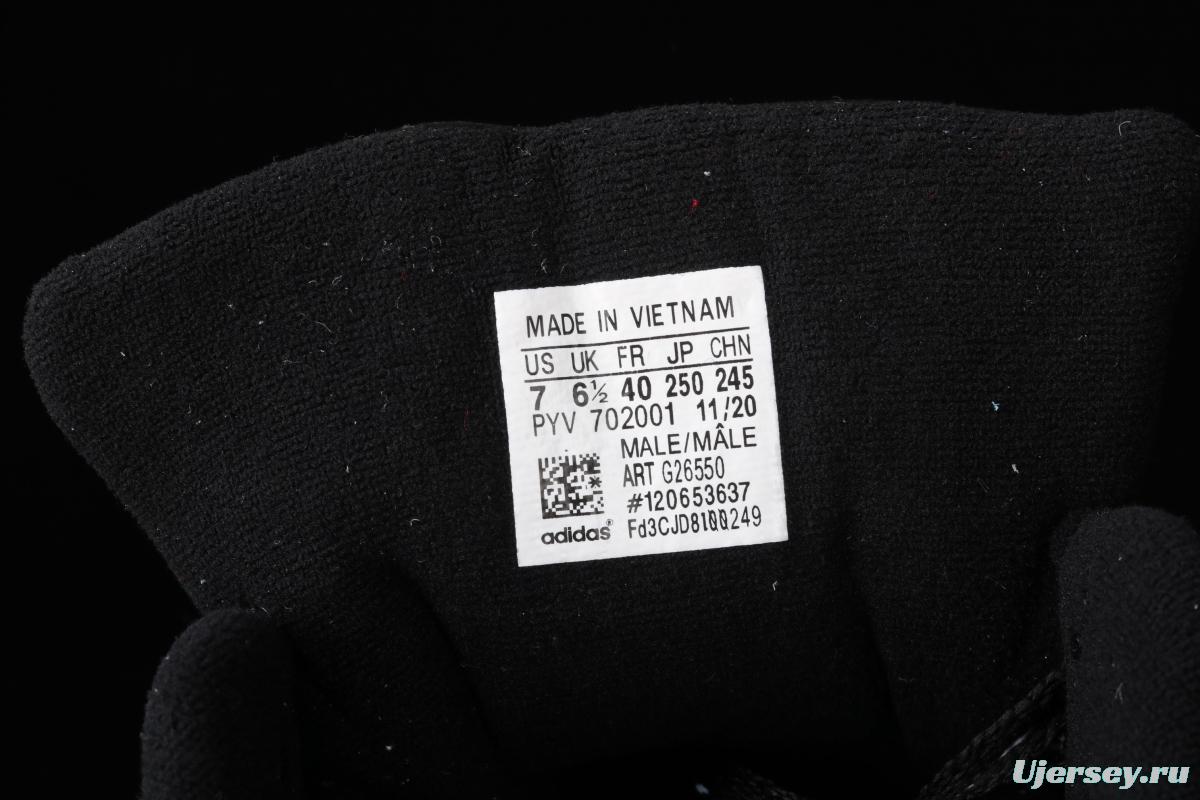 MADE IN VIETNAM
US UK FR JP CHN
7 6½ 40 250 245
PYV 702001 11/20
MALE/MÂLE
ART G26550
#120653637
adidas® Fd3CJD8100249
Ujersey.ru